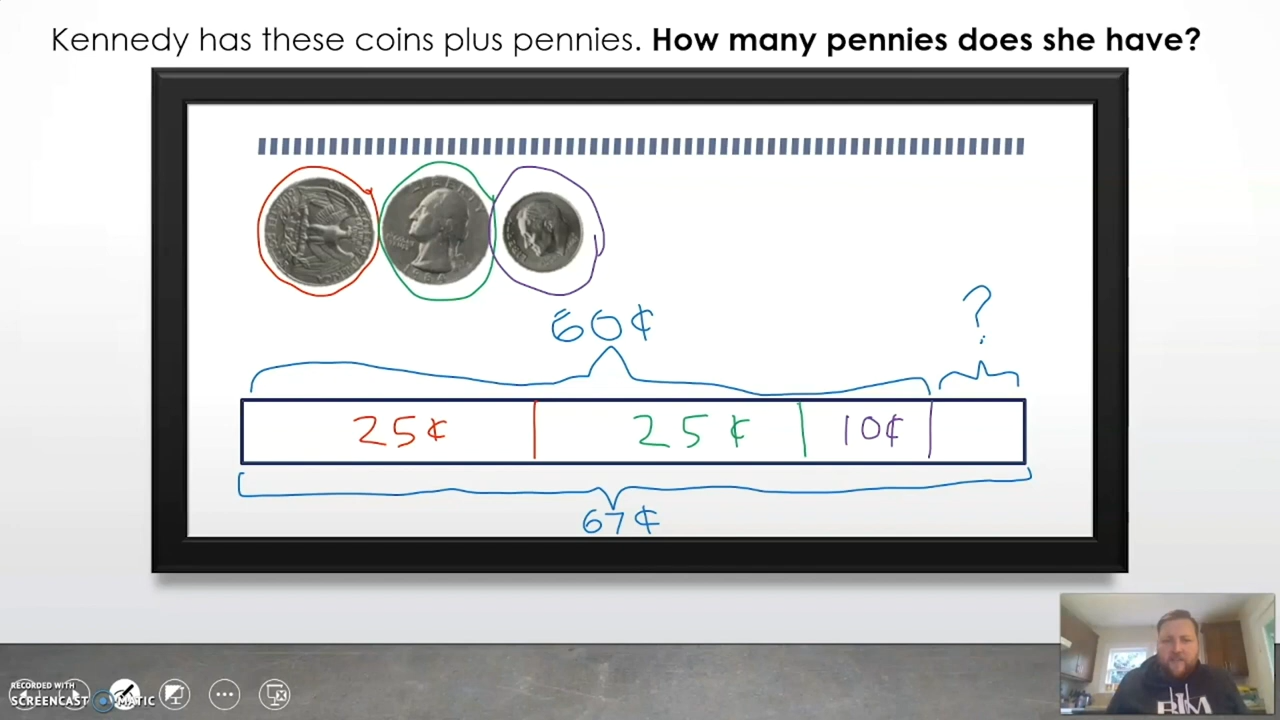 Kennedy has these coins plus pennies. How many pennies does she have?
60¢
?
25¢ 25¢ 10¢
67¢
RECORDED WITH
SCREENCAST MATIC